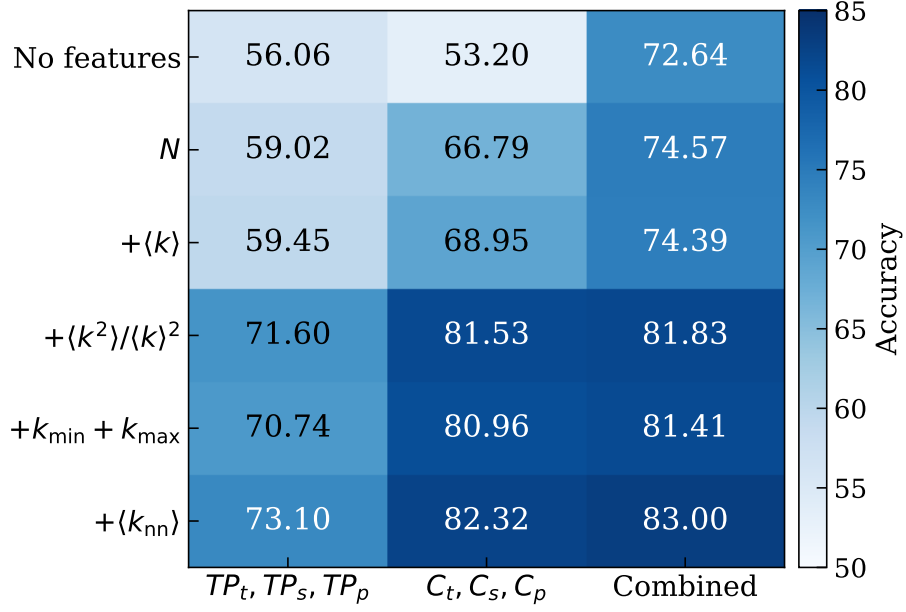 No features 56.06 53.20 72.64
N 59.02 66.79 74.57
+⟨k⟩ 59.45 68.95 74.39
+⟨k²⟩/⟨k⟩² 71.60 81.53 81.83
+k_min + k_max 70.74 80.96 81.41
+⟨k_nn⟩ 73.10 82.32 83.00
TP_t, TP_s, TP_p C_t, C_s, C_p Combined
85
80
75
70
65
60
55
50
Accuracy